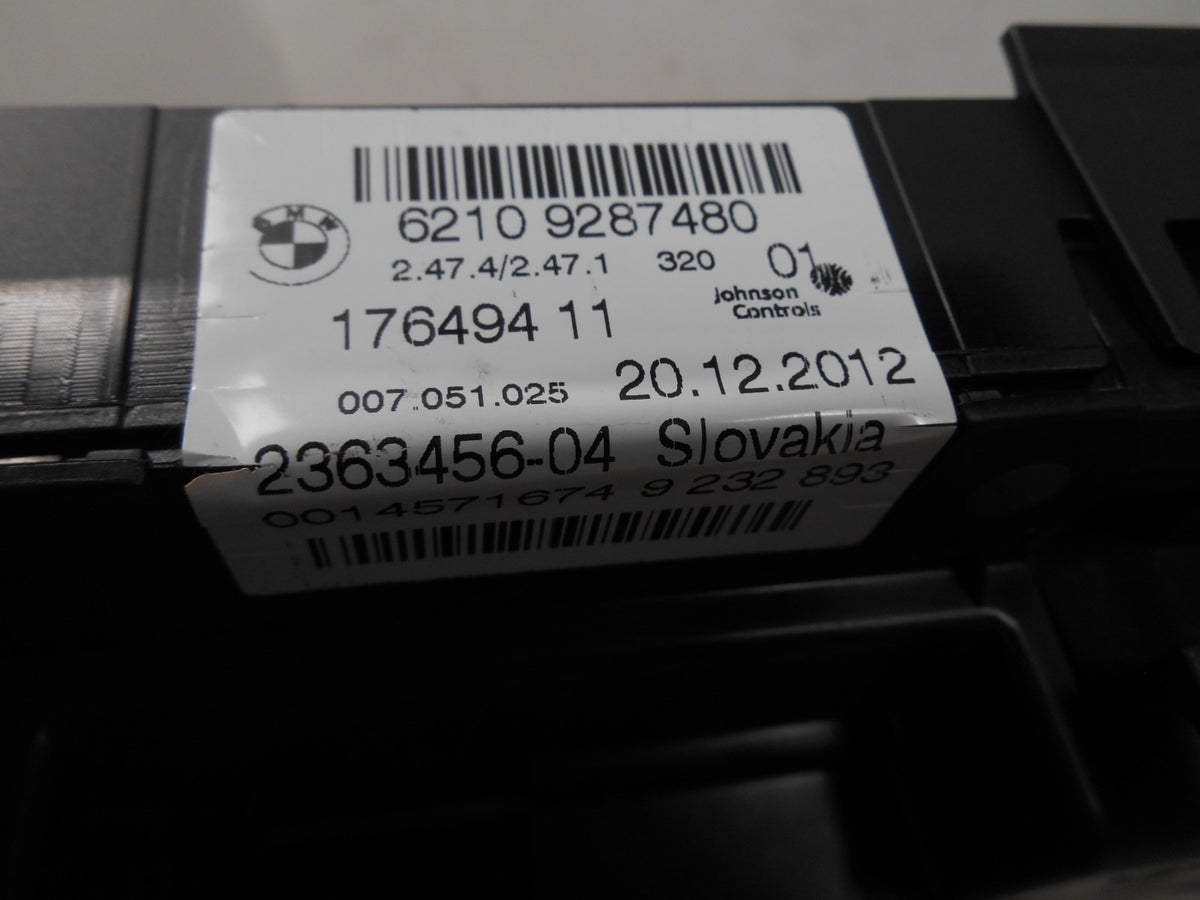 BMW
6210 9287480
2.47.4/2.47.1 320 01
Johnson
Controls
176494 11
007.051.025 20.12.2012
2363456-04 Slovakia
0014571674 9 232 893